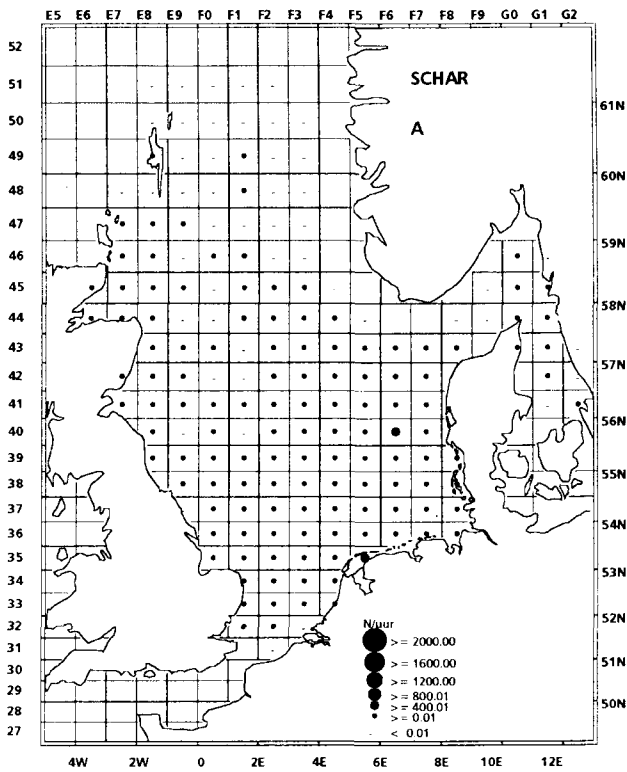 E5 E6 E7 E8 E9 F0 F1 F2 F3 F4 F5 F6 F7 F8 F9 G0 G1 G2
52
51
50
49
48
47
46
45
44
43
42
41
40
39
38
37
36
35
34
33
32
31
30
29
28
27
SCHAR
A
61N
60N
59N
58N
57N
56N
55N
54N
53N
52N
51N
50N
N/uur
>= 2000.00
>= 1600.00
>= 1200.00
>= 800.01
>= 400.01
>= 0.01
< 0.01
4W 2W 0 2E 4E 6E 8E 10E 12E